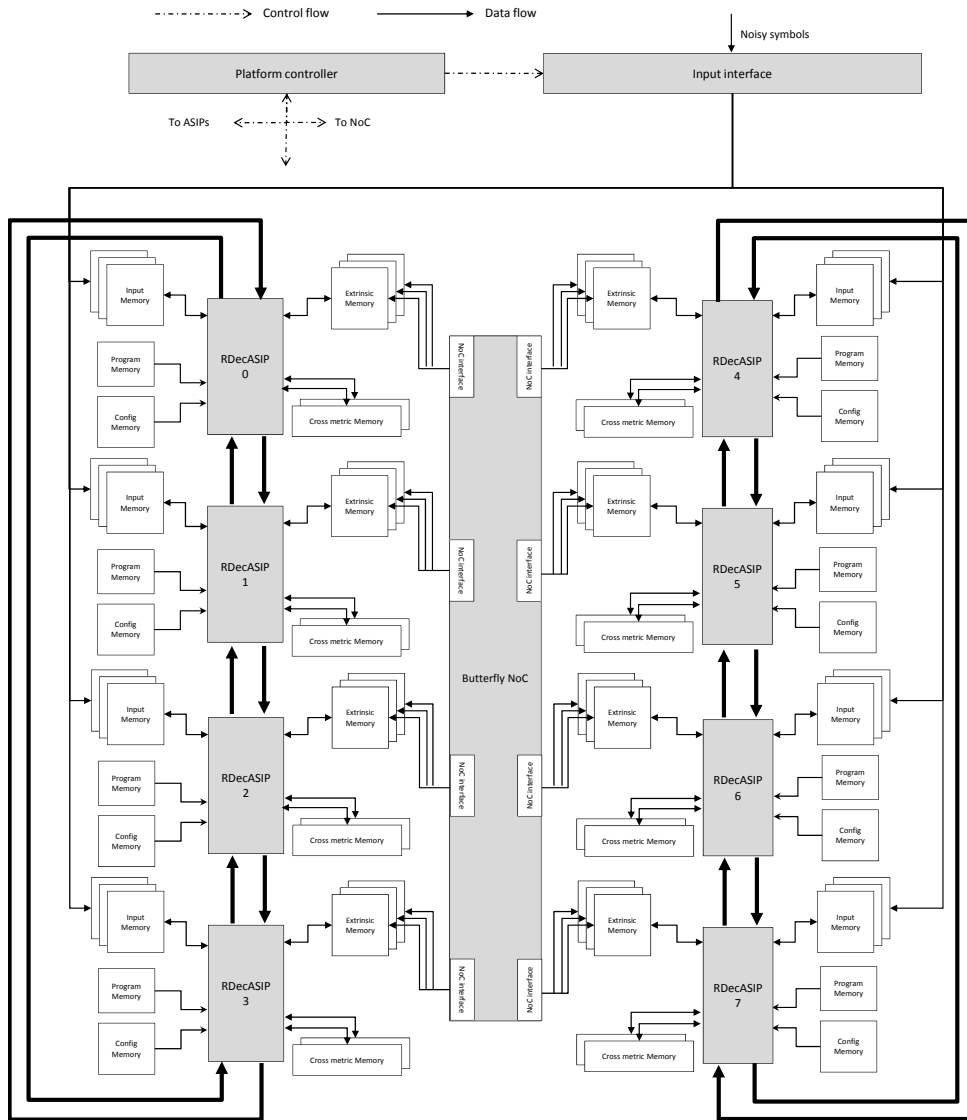 Control flow
Data flow
Noisy symbols
Platform controller
Input interface
To ASIPs
To NoC
Input
Memory
Program
Memory
Config
Memory
RDecASIP
0
Extrinsic
Memory
Cross metric Memory
NoC interface
NoC interface
Extrinsic
Memory
Cross metric Memory
RDecASIP
4
Input
Memory
Program
Memory
Config
Memory
Input
Memory
Program
Memory
Config
Memory
RDecASIP
1
Extrinsic
Memory
Cross metric Memory
NoC interface
NoC interface
Extrinsic
Memory
Cross metric Memory
RDecASIP
5
Input
Memory
Program
Memory
Config
Memory
Butterfly NoC
Input
Memory
Program
Memory
Config
Memory
RDecASIP
2
Extrinsic
Memory
Cross metric Memory
NoC interface
NoC interface
Extrinsic
Memory
Cross metric Memory
RDecASIP
6
Input
Memory
Program
Memory
Config
Memory
Input
Memory
Program
Memory
Config
Memory
RDecASIP
3
Extrinsic
Memory
Cross metric Memory
NoC interface
NoC interface
Extrinsic
Memory
Cross metric Memory
RDecASIP
7
Input
Memory
Program
Memory
Config
Memory